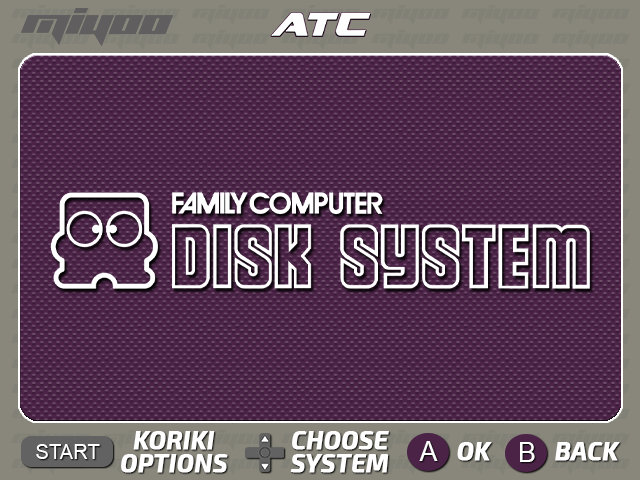 miyoo
ATC
FAMILY COMPUTER
DISK SYSTEM
START
KORIKI
OPTIONS
CHOOSE
SYSTEM
A
OK
B
BACK